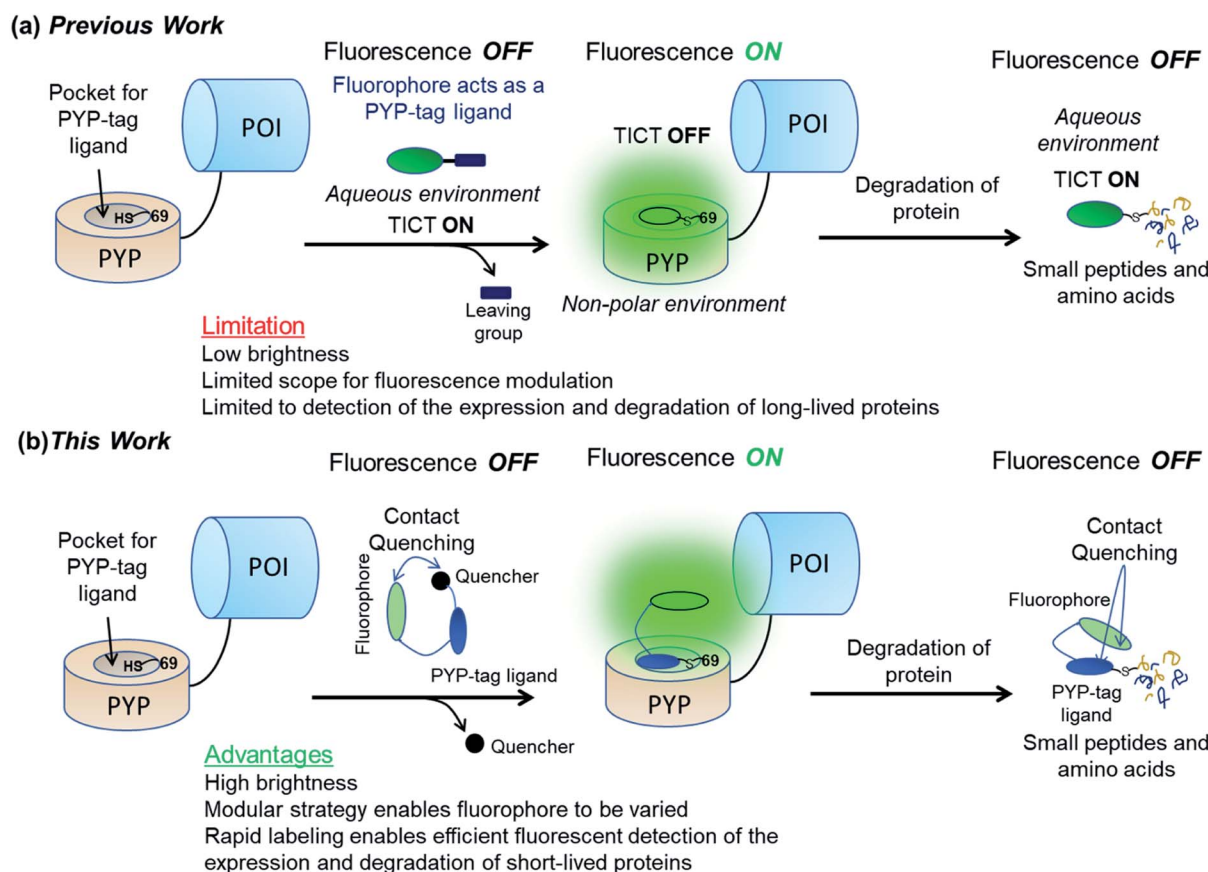 (a) Previous Work
Fluorescence OFF
Fluorophore acts as a
PYP-tag ligand
Aqueous environment
TICT ON
Leaving
group
Pocket for
PYP-tag
ligand
HS 69
PYP
POI
Fluorescence ON
TICT OFF
S 69
PYP
POI
Non-polar environment
Degradation of
protein
Fluorescence OFF
Aqueous
environment
TICT ON
S
Small peptides and
amino acids
Limitation
Low brightness
Limited scope for fluorescence modulation
Limited to detection of the expression and degradation of long-lived proteins
(b)This Work
Fluorescence OFF
Contact
Quenching
Quencher
Fluorophore
PYP-tag ligand
Quencher
Pocket for
PYP-tag
ligand
HS 69
PYP
POI
Fluorescence ON
POI
S 69
PYP
Degradation of
protein
Fluorescence OFF
Contact
Quenching
Fluorophore
S
PYP-tag
ligand
Small peptides and
amino acids
Advantages
High brightness
Modular strategy enables fluorophore to be varied
Rapid labeling enables efficient fluorescent detection of the
expression and degradation of short-lived proteins